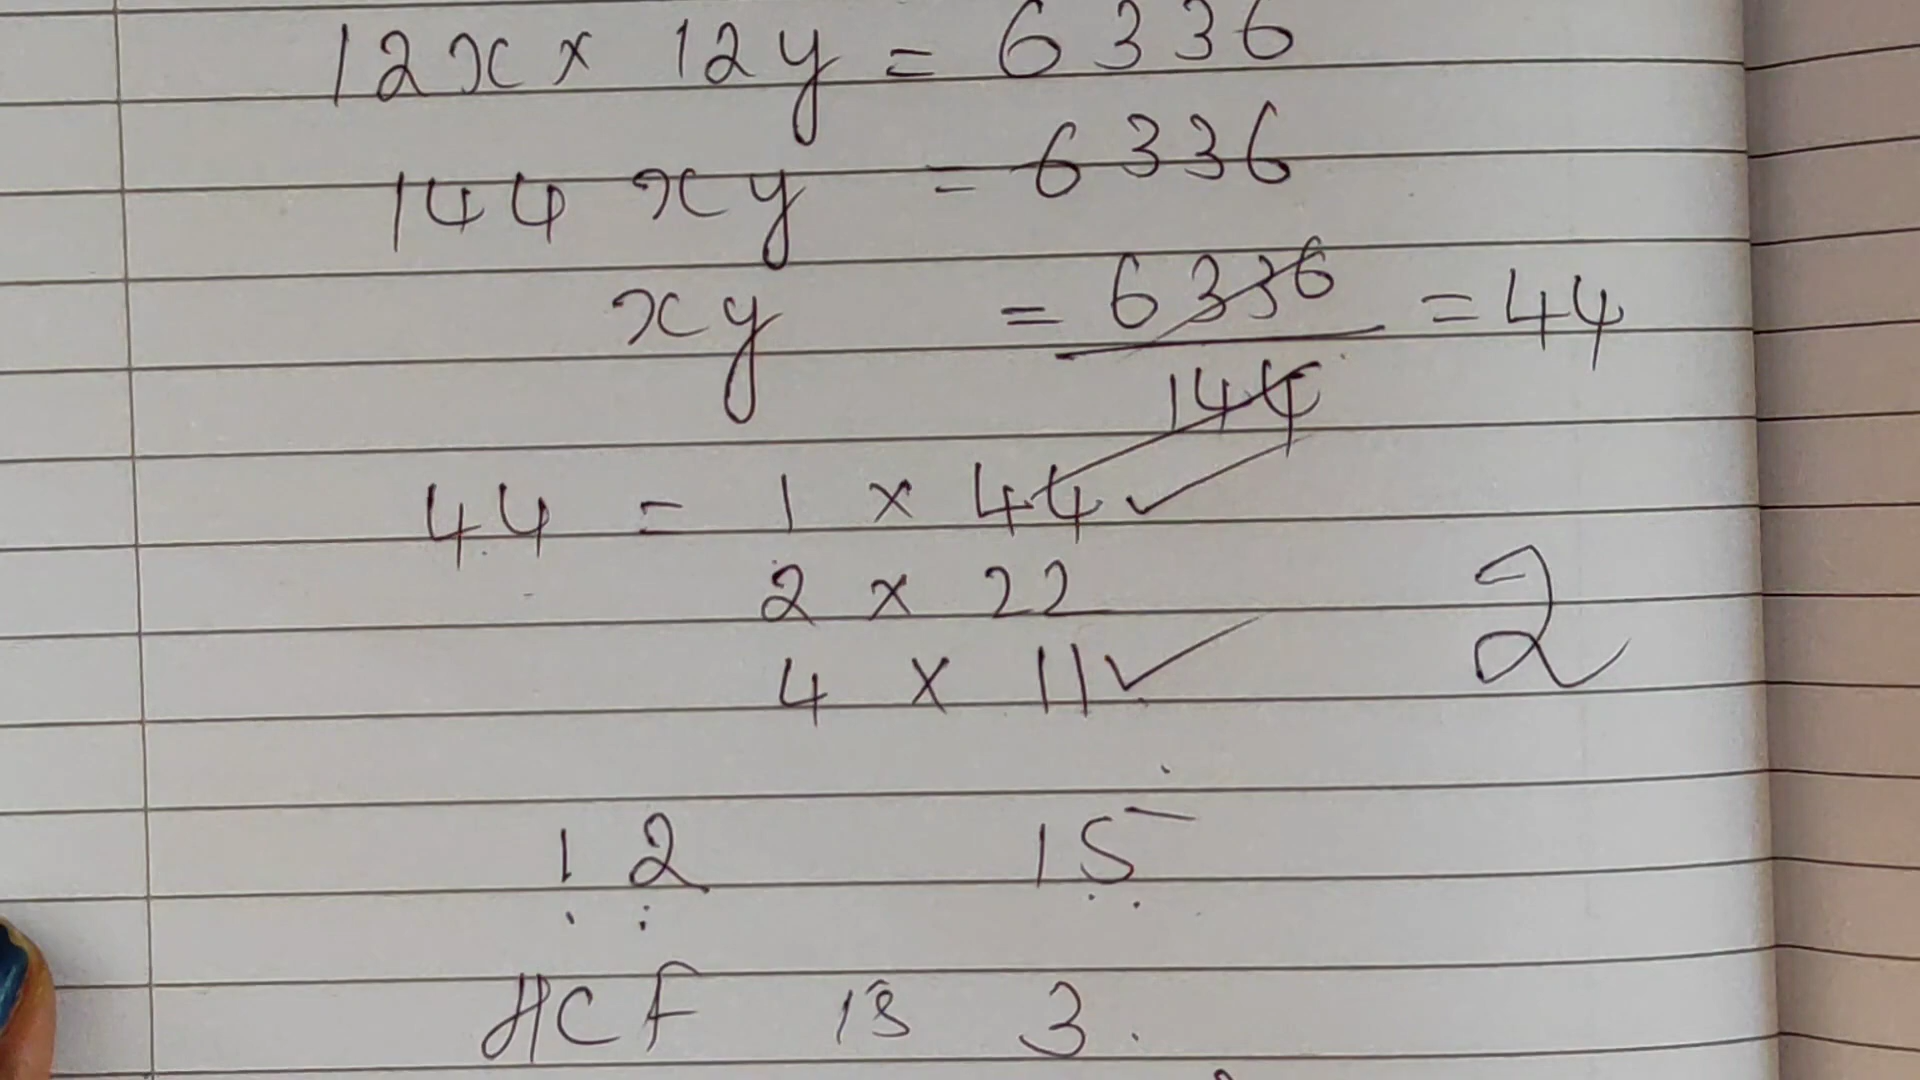 12x × 12y = 6336
144 xy = 6336
xy = 6336/144 = 44
44 = 1 × 44 ✓
2 × 22
4 × 11 ✓
2
12 15
HCF is 3.